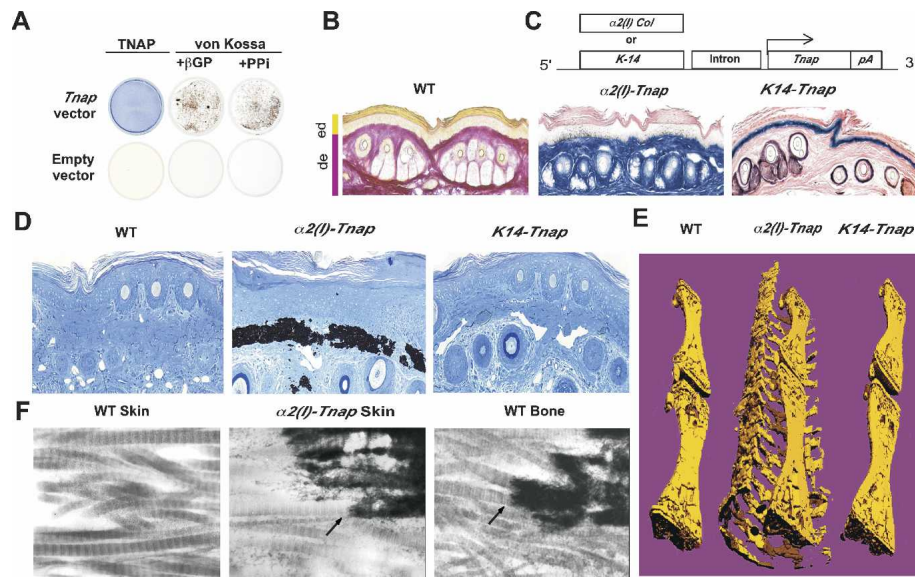 A
TNAP von Kossa
+βGP +PPi
Tnap vector
Empty vector
B
WT
ed
de
C
α2(I) Col
or
5' K-14 Intron Tnap pA 3'
α2(I)-Tnap K14-Tnap
D
WT α2(I)-Tnap K14-Tnap
E
WT α2(I)-Tnap K14-Tnap
F
WT Skin α2(I)-Tnap Skin WT Bone